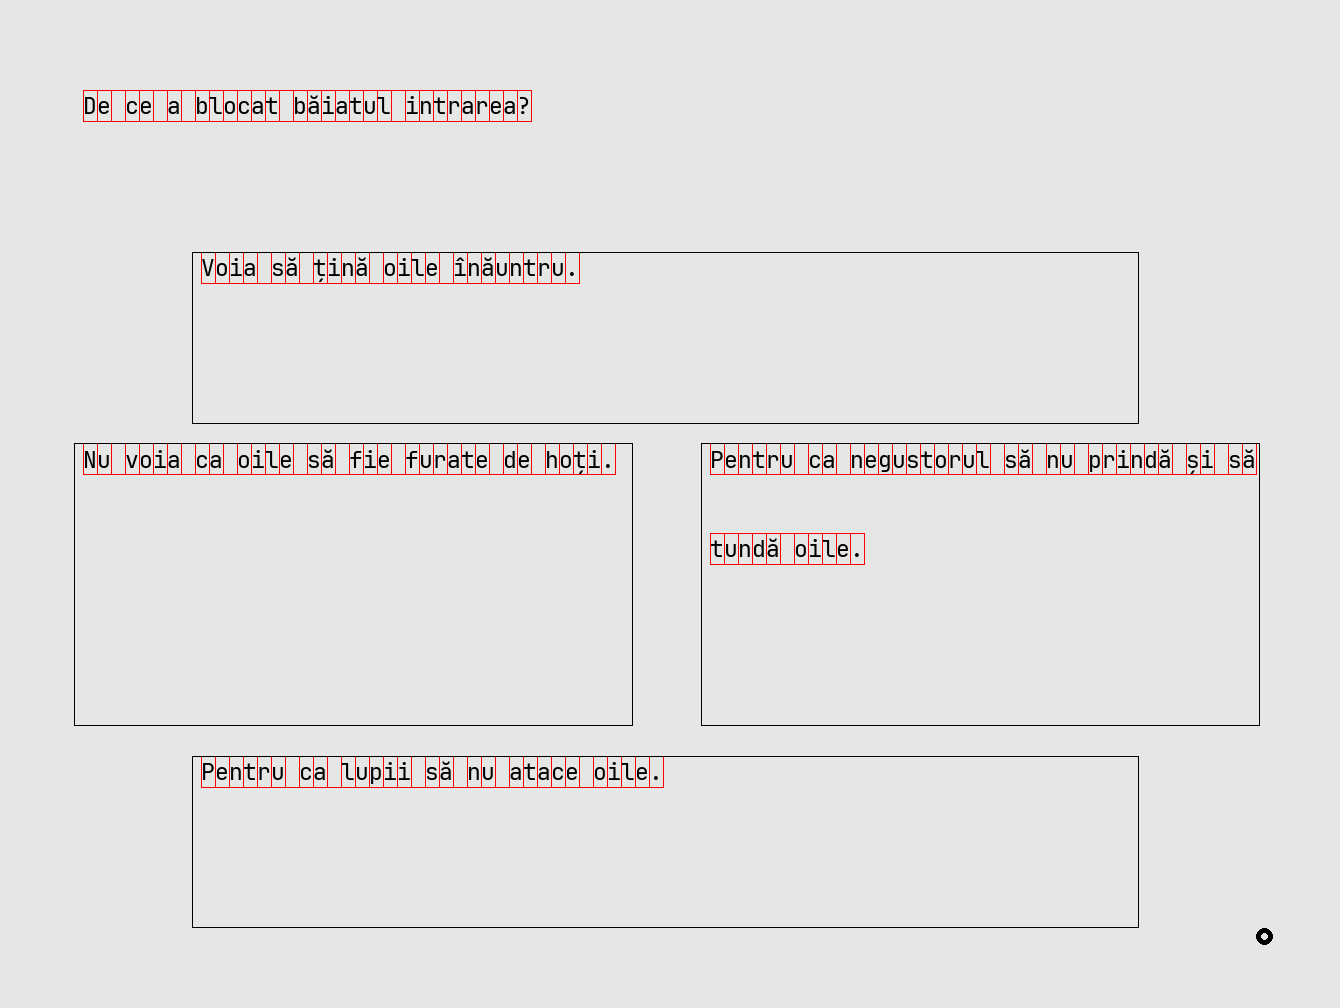 De ce a blocat băiatul intrarea?
Voia să țină oile înăuntru.
Nu voia ca oile să fie furate de hoți.
Pentru ca negustorul să nu prindă și să
tundă oile.
Pentru ca lupii să nu atace oile.